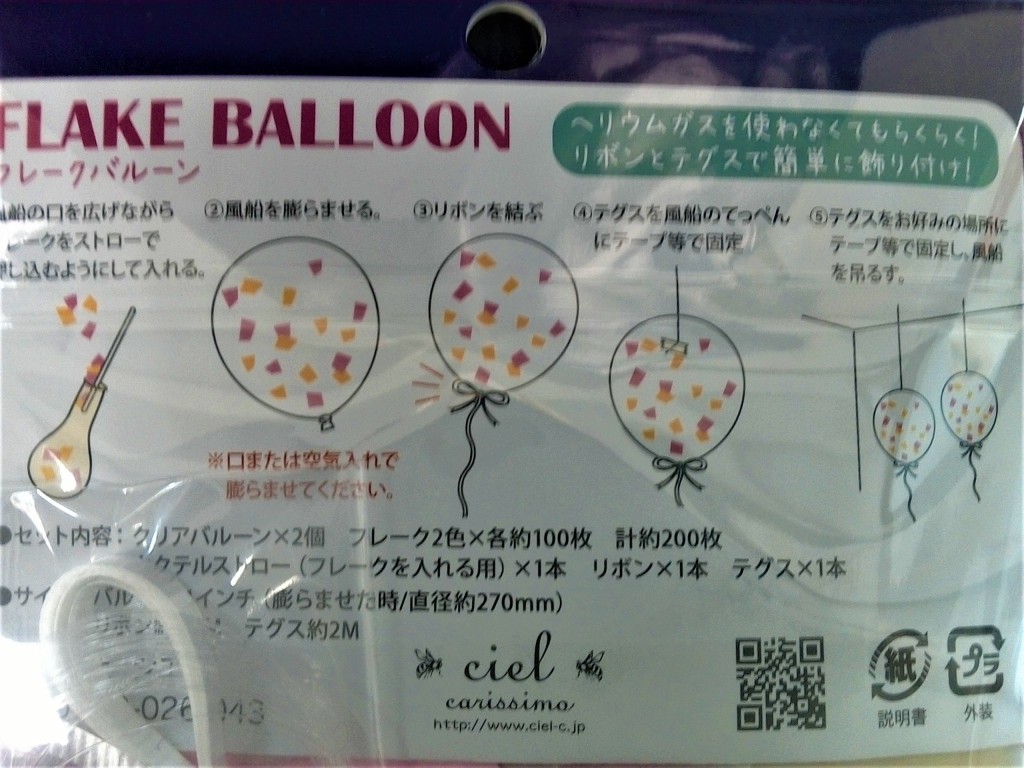 FLAKE BALLOON
フレークバルーン
ヘリウムガスを使わなくてもらくらく!
リボンとテグスで簡単に飾り付け!
船の口を広げながら
ークをストローで
し込むようにして入れる。
②風船を膨らませる。
※口または空気入れで
膨らませてください。
③リボンを結ぶ
④テグスを風船のてっぺん
にテープ等で固定
⑤テグスをお好みの場所に
テープ等で固定し、風船
を吊るす。
●セット内容：クリアバルーン×2個 フレーク2色×各約100枚 計約200枚
クテルストロー（フレークを入れる用）×1本 リボン×1本 テグス×1本
●サイ バル インチ（膨らませた時/直径約270mm）
リボン テグス約2M
ciel
carissimo
http://www.ciel-c.jp
紙
説明書
プラ
外装